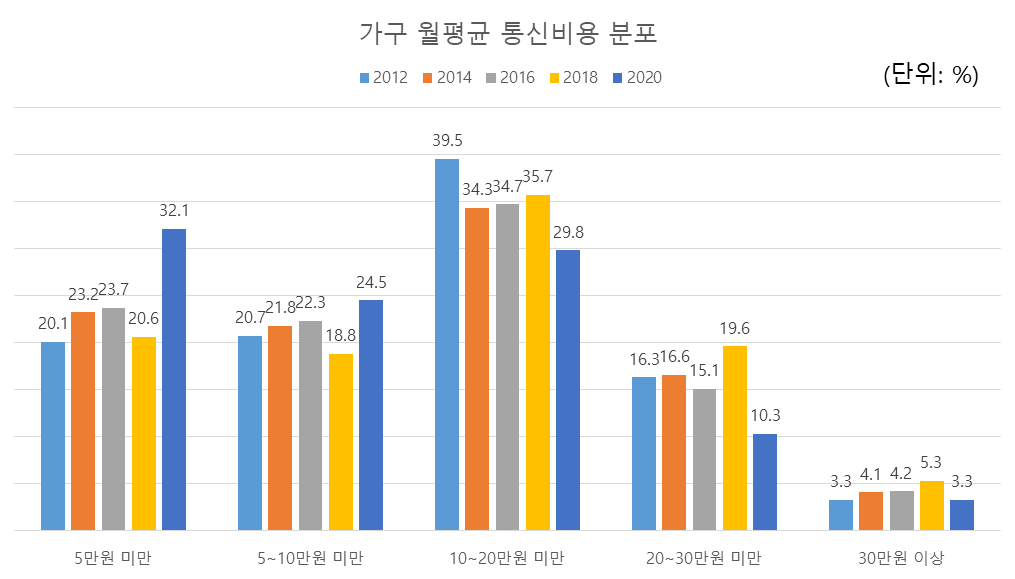 가구 월평균 통신비용 분포
2012 2014 2016 2018 2020
(단위: %)
20.1 23.2 23.7 20.6 32.1
20.7 21.8 22.3 18.8 24.5
39.5 34.3 34.7 35.7 29.8
16.3 16.6 15.1 19.6 10.3
3.3 4.1 4.2 5.3 3.3
5만원 미만 5~10만원 미만 10~20만원 미만 20~30만원 미만 30만원 이상